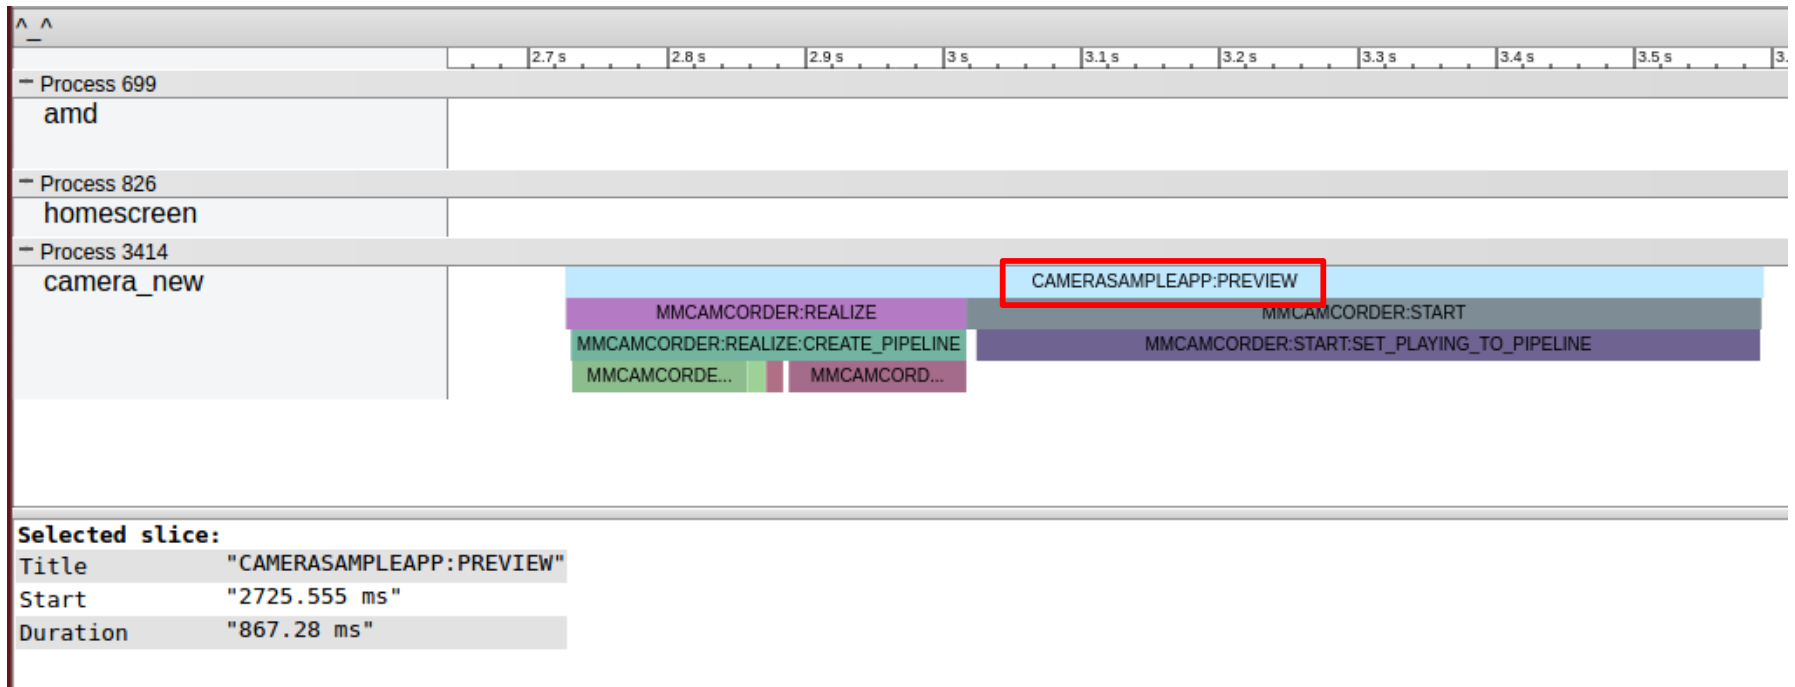 ^_^
2.7 s 2.8 s 2.9 s 3 s 3.1 s 3.2 s 3.3 s 3.4 s 3.5 s 3.
Process 699
amd
Process 826
homescreen
Process 3414
camera_new
CAMERASAMPLEAPP:PREVIEW
MMCAMCORDER:REALIZE MMCAMCORDER:START
MMCAMCORDER:REALIZE:CREATE_PIPELINE MMCAMCORDER:START:SET_PLAYING_TO_PIPELINE
MMCAMCORDE... MMCAMCORD...
Selected slice:
Title "CAMERASAMPLEAPP:PREVIEW"
Start "2725.555 ms"
Duration "867.28 ms"